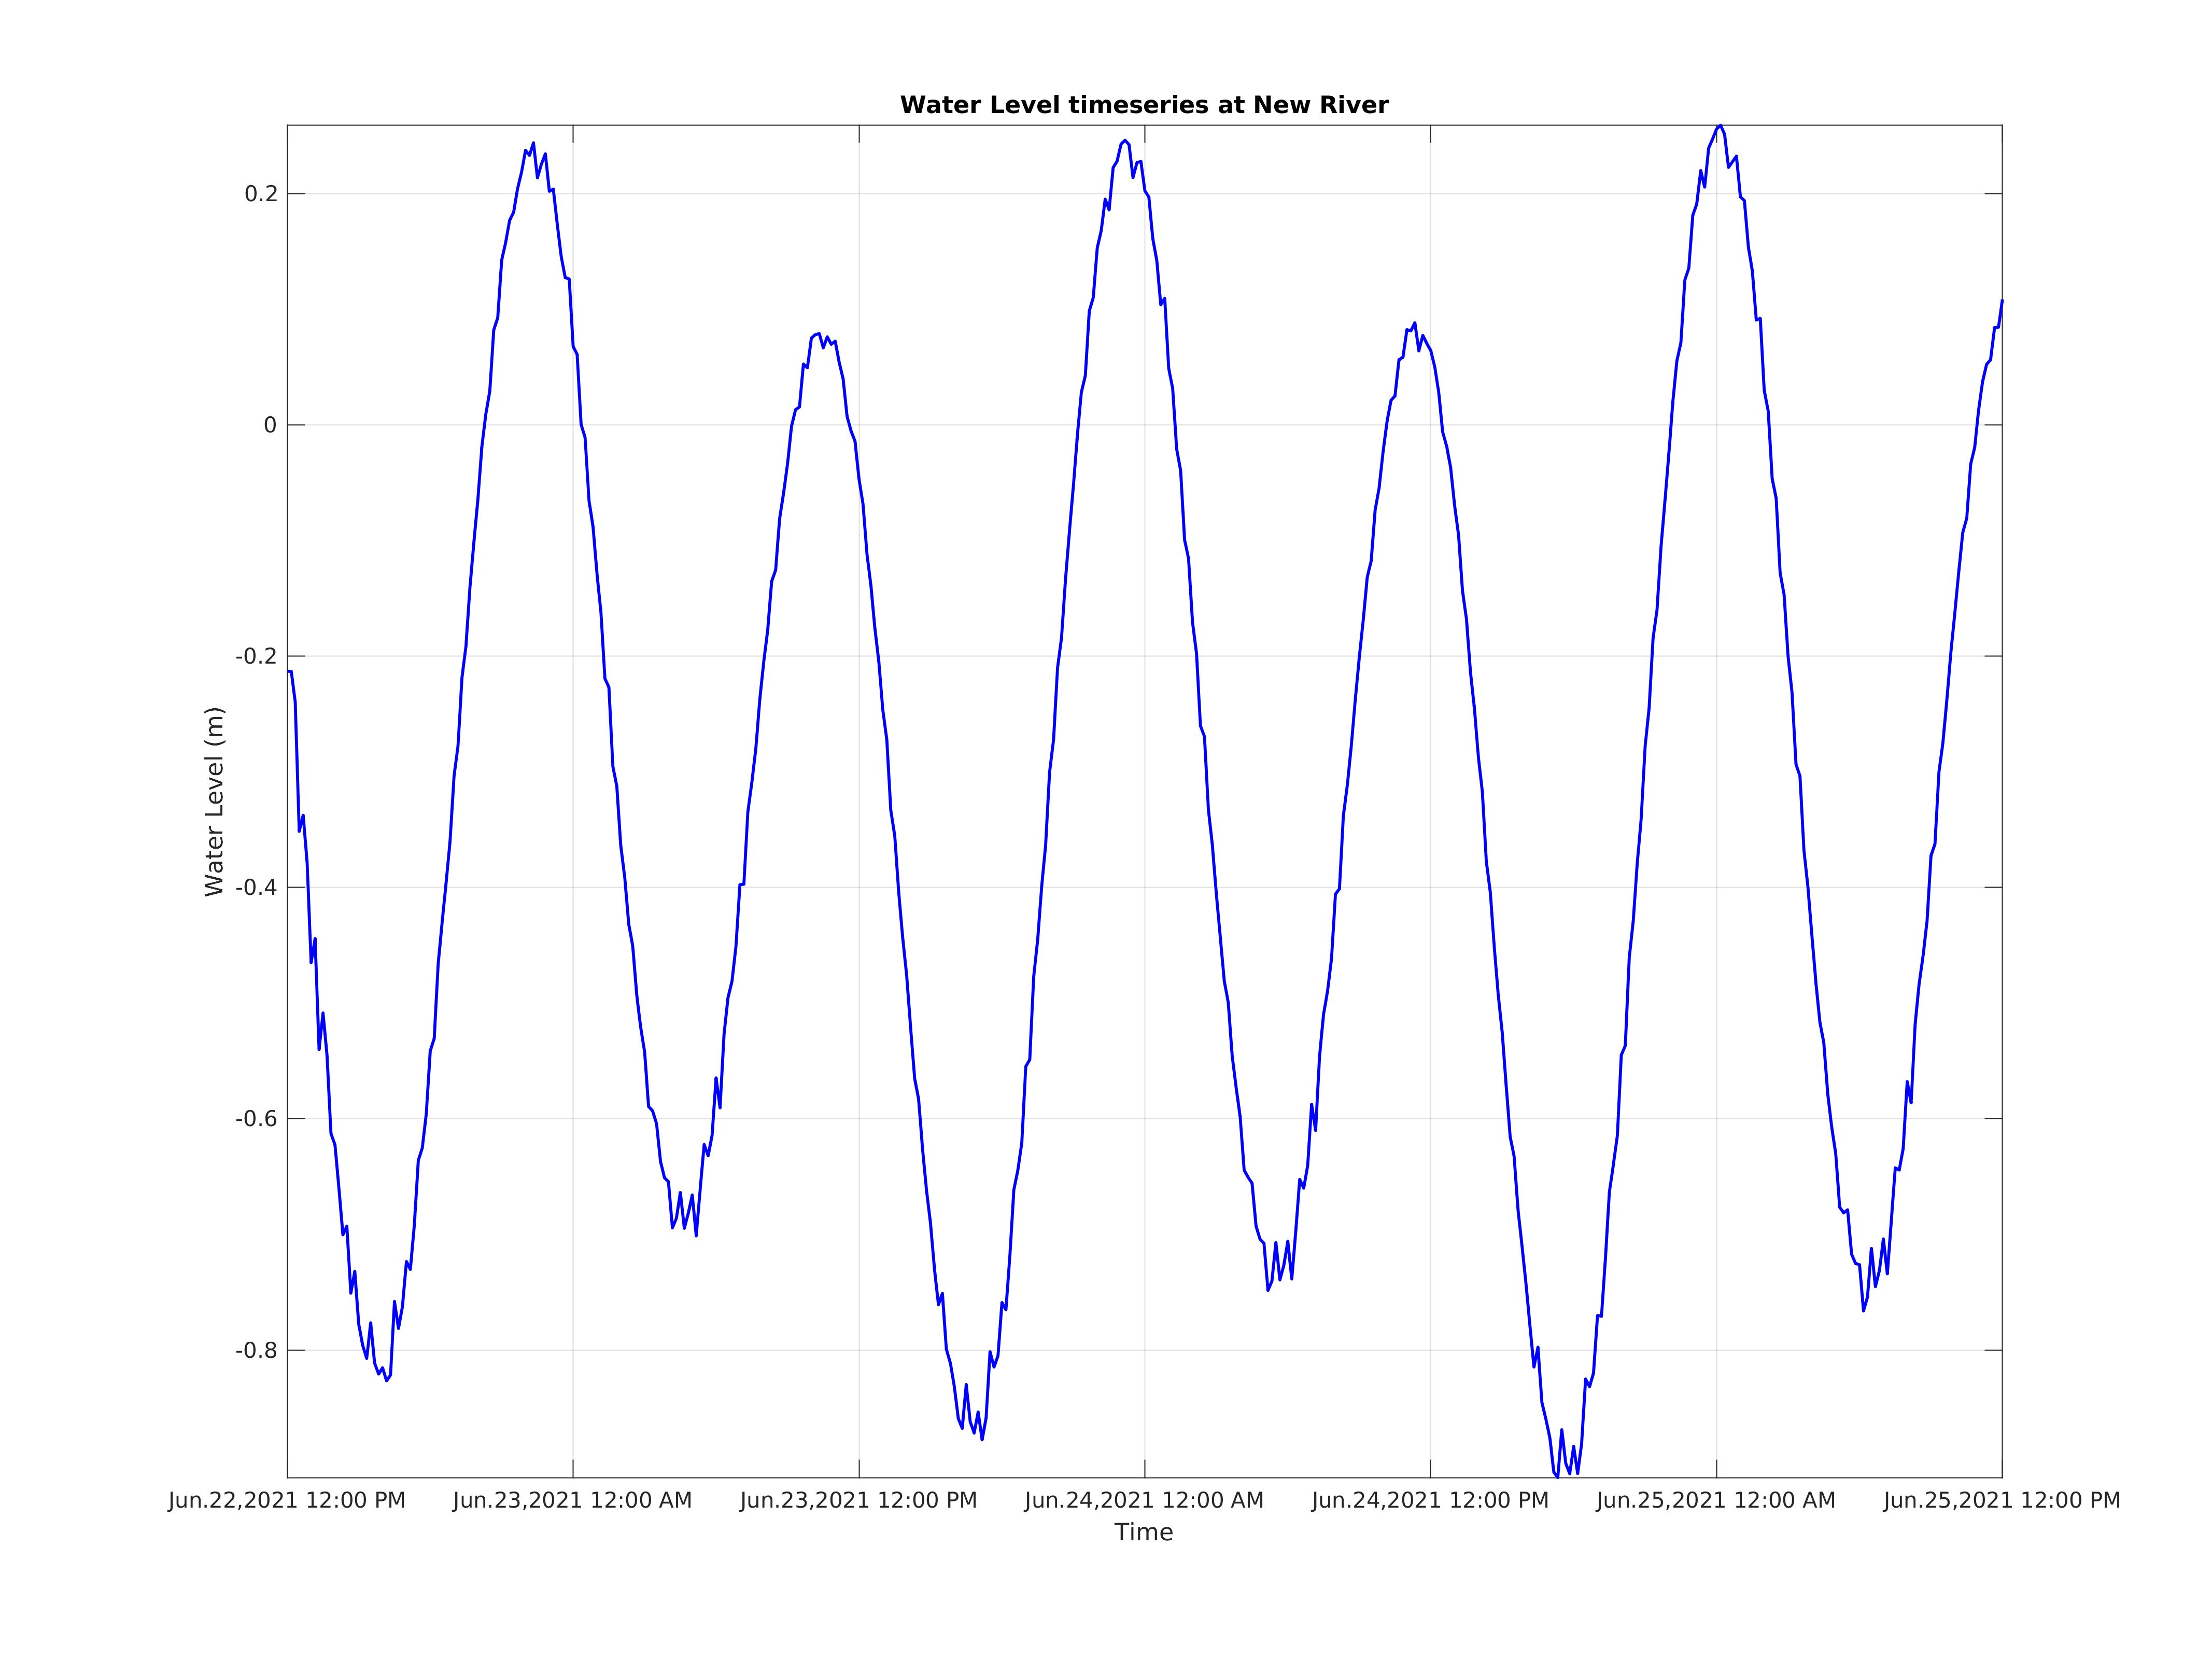 Water Level timeseries at New River
0.2
0
-0.2
-0.4
-0.6
-0.8
Water Level (m)
Jun.22,2021 12:00 PM
Jun.23,2021 12:00 AM
Jun.23,2021 12:00 PM
Jun.24,2021 12:00 AM
Jun.24,2021 12:00 PM
Jun.25,2021 12:00 AM
Jun.25,2021 12:00 PM
Time